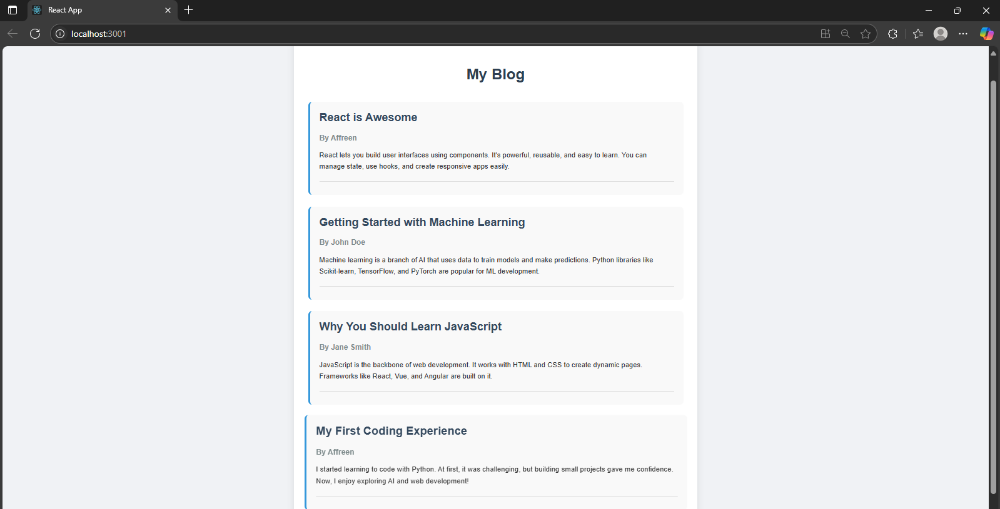 React App
localhost:3001
My Blog
React is Awesome
By Affreen
React lets you build user interfaces using components. It's powerful, reusable, and easy to learn. You can
manage state, use hooks, and create responsive apps easily.
Getting Started with Machine Learning
By John Doe
Machine learning is a branch of AI that uses data to train models and make predictions. Python libraries like
Scikit-learn, TensorFlow, and PyTorch are popular for ML development.
Why You Should Learn JavaScript
By Jane Smith
JavaScript is the backbone of web development. It works with HTML and CSS to create dynamic pages.
Frameworks like React, Vue, and Angular are built on it.
My First Coding Experience
By Affreen
I started learning to code with Python. At first, it was challenging, but building small projects gave me confidence.
Now, I enjoy exploring AI and web development!